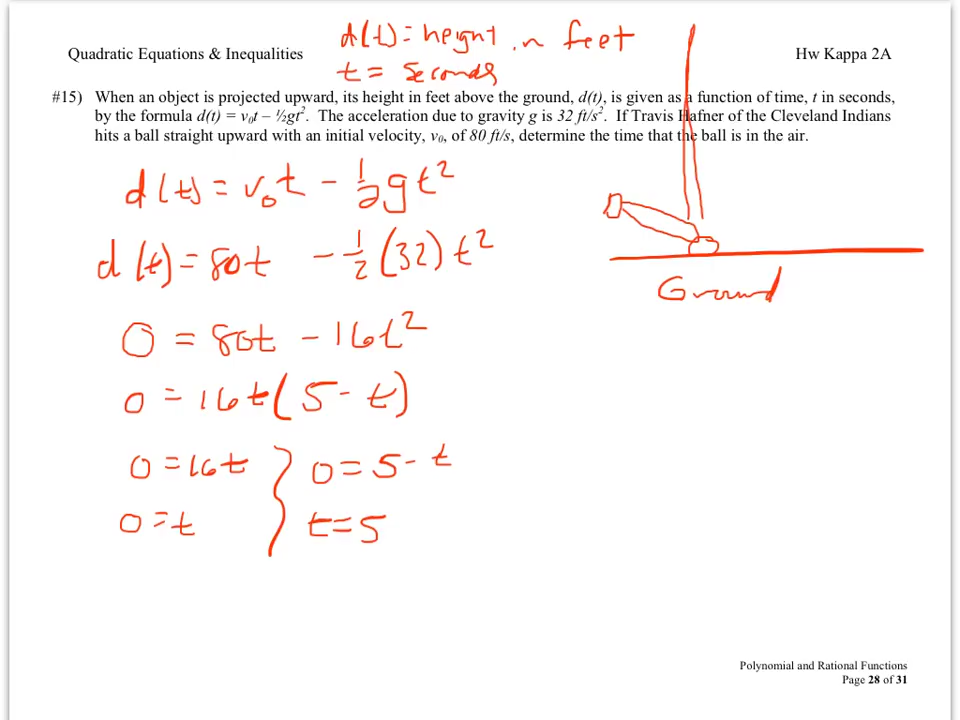 d(t) = height in feet
Quadratic Equations & Inequalities
Hw Kappa 2A
t = seconds
#15) When an object is projected upward, its height in feet above the ground, d(t), is given as a function of time, t in seconds,
by the formula d(t) = v₀t – ½gt². The acceleration due to gravity g is 32 ft/s². If Travis Hafner of the Cleveland Indians
hits a ball straight upward with an initial velocity, v₀, of 80 ft/s, determine the time that the ball is in the air.
d(t) = v₀t - 1/2 gt²
d(t) = 80t - 1/2 (32) t²
Ground
0 = 80t - 16t²
0 = 16t(5 - t)
0 = 16t } 0 = 5 - t
0 = t t = 5
Polynomial and Rational Functions
Page 28 of 31